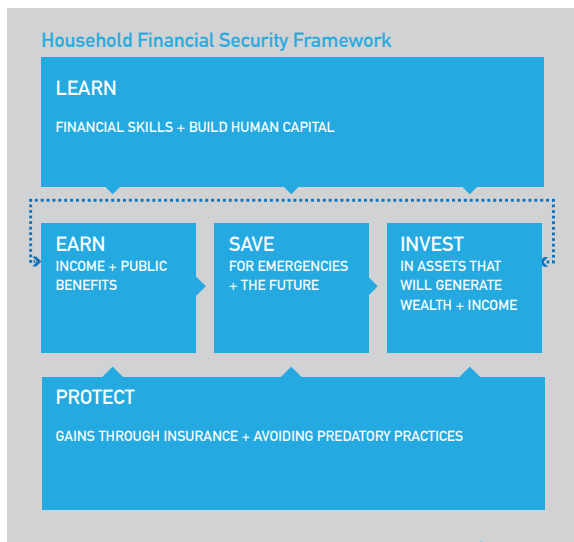 Household Financial Security Framework
LEARN
FINANCIAL SKILLS + BUILD HUMAN CAPITAL
EARN
INCOME + PUBLIC
BENEFITS
SAVE
FOR EMERGENCIES
+ THE FUTURE
INVEST
IN ASSETS THAT
WILL GENERATE
WEALTH + INCOME
PROTECT
GAINS THROUGH INSURANCE + AVOIDING PREDATORY PRACTICES